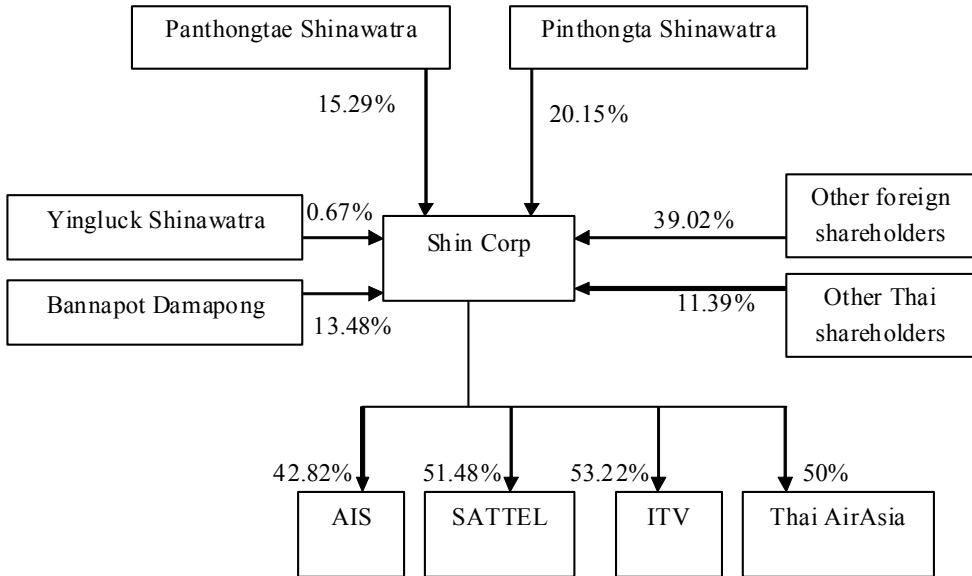 Panthongtae Shinawatra
Pinthongta Shinawatra
15.29%
20.15%
Yingluck Shinawatra
0.67%
Shin Corp
39.02%
Other foreign
shareholders
Bannapot Damapong
13.48%
11.39%
Other Thai
shareholders
42.82%
51.48%
53.22%
50%
AIS
SATTEL
ITV
Thai AirAsia